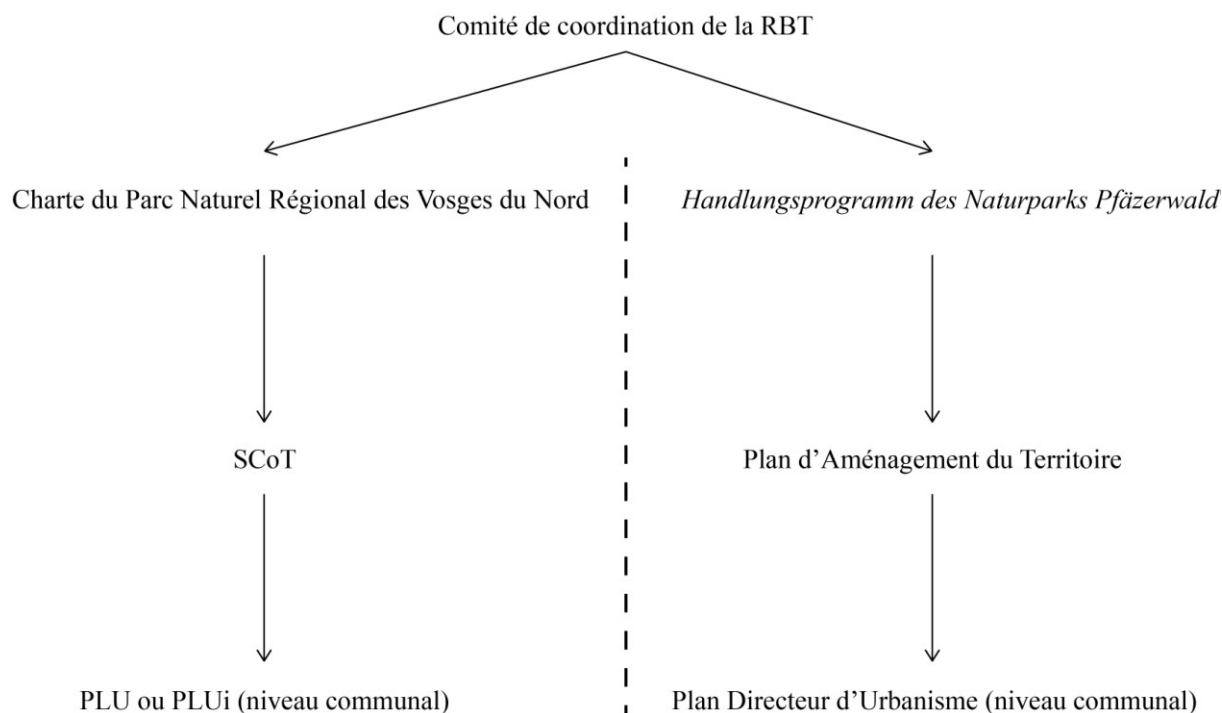 Comité de coordination de la RBT
Charte du Parc Naturel Régional des Vosges du Nord
Handlungsprogramm des Naturparks Pfäzerwald
SCoT
Plan d’Aménagement du Territoire
PLU ou PLUi (niveau communal)
Plan Directeur d’Urbanisme (niveau communal)